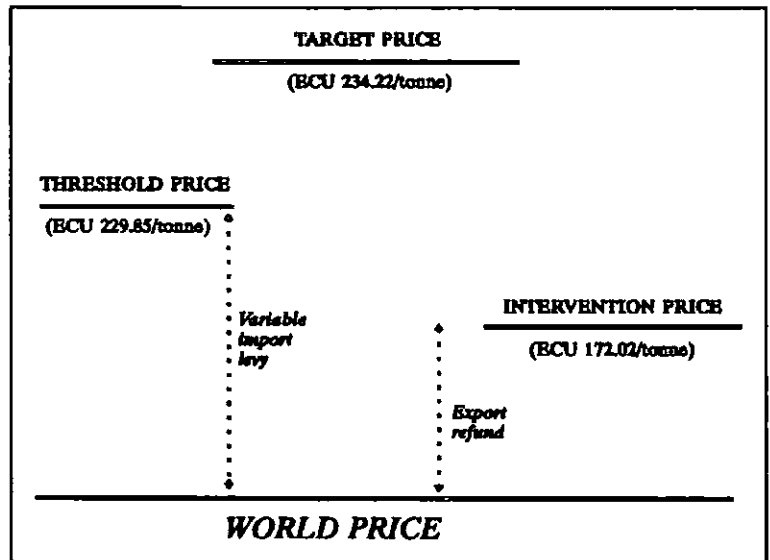 TARGET PRICE
(ECU 234.22/tonne)
THRESHOLD PRICE
(ECU 229.85/tonne)
Variable
import
levy
INTERVENTION PRICE
(ECU 172.02/tonne)
Export
refund
WORLD PRICE